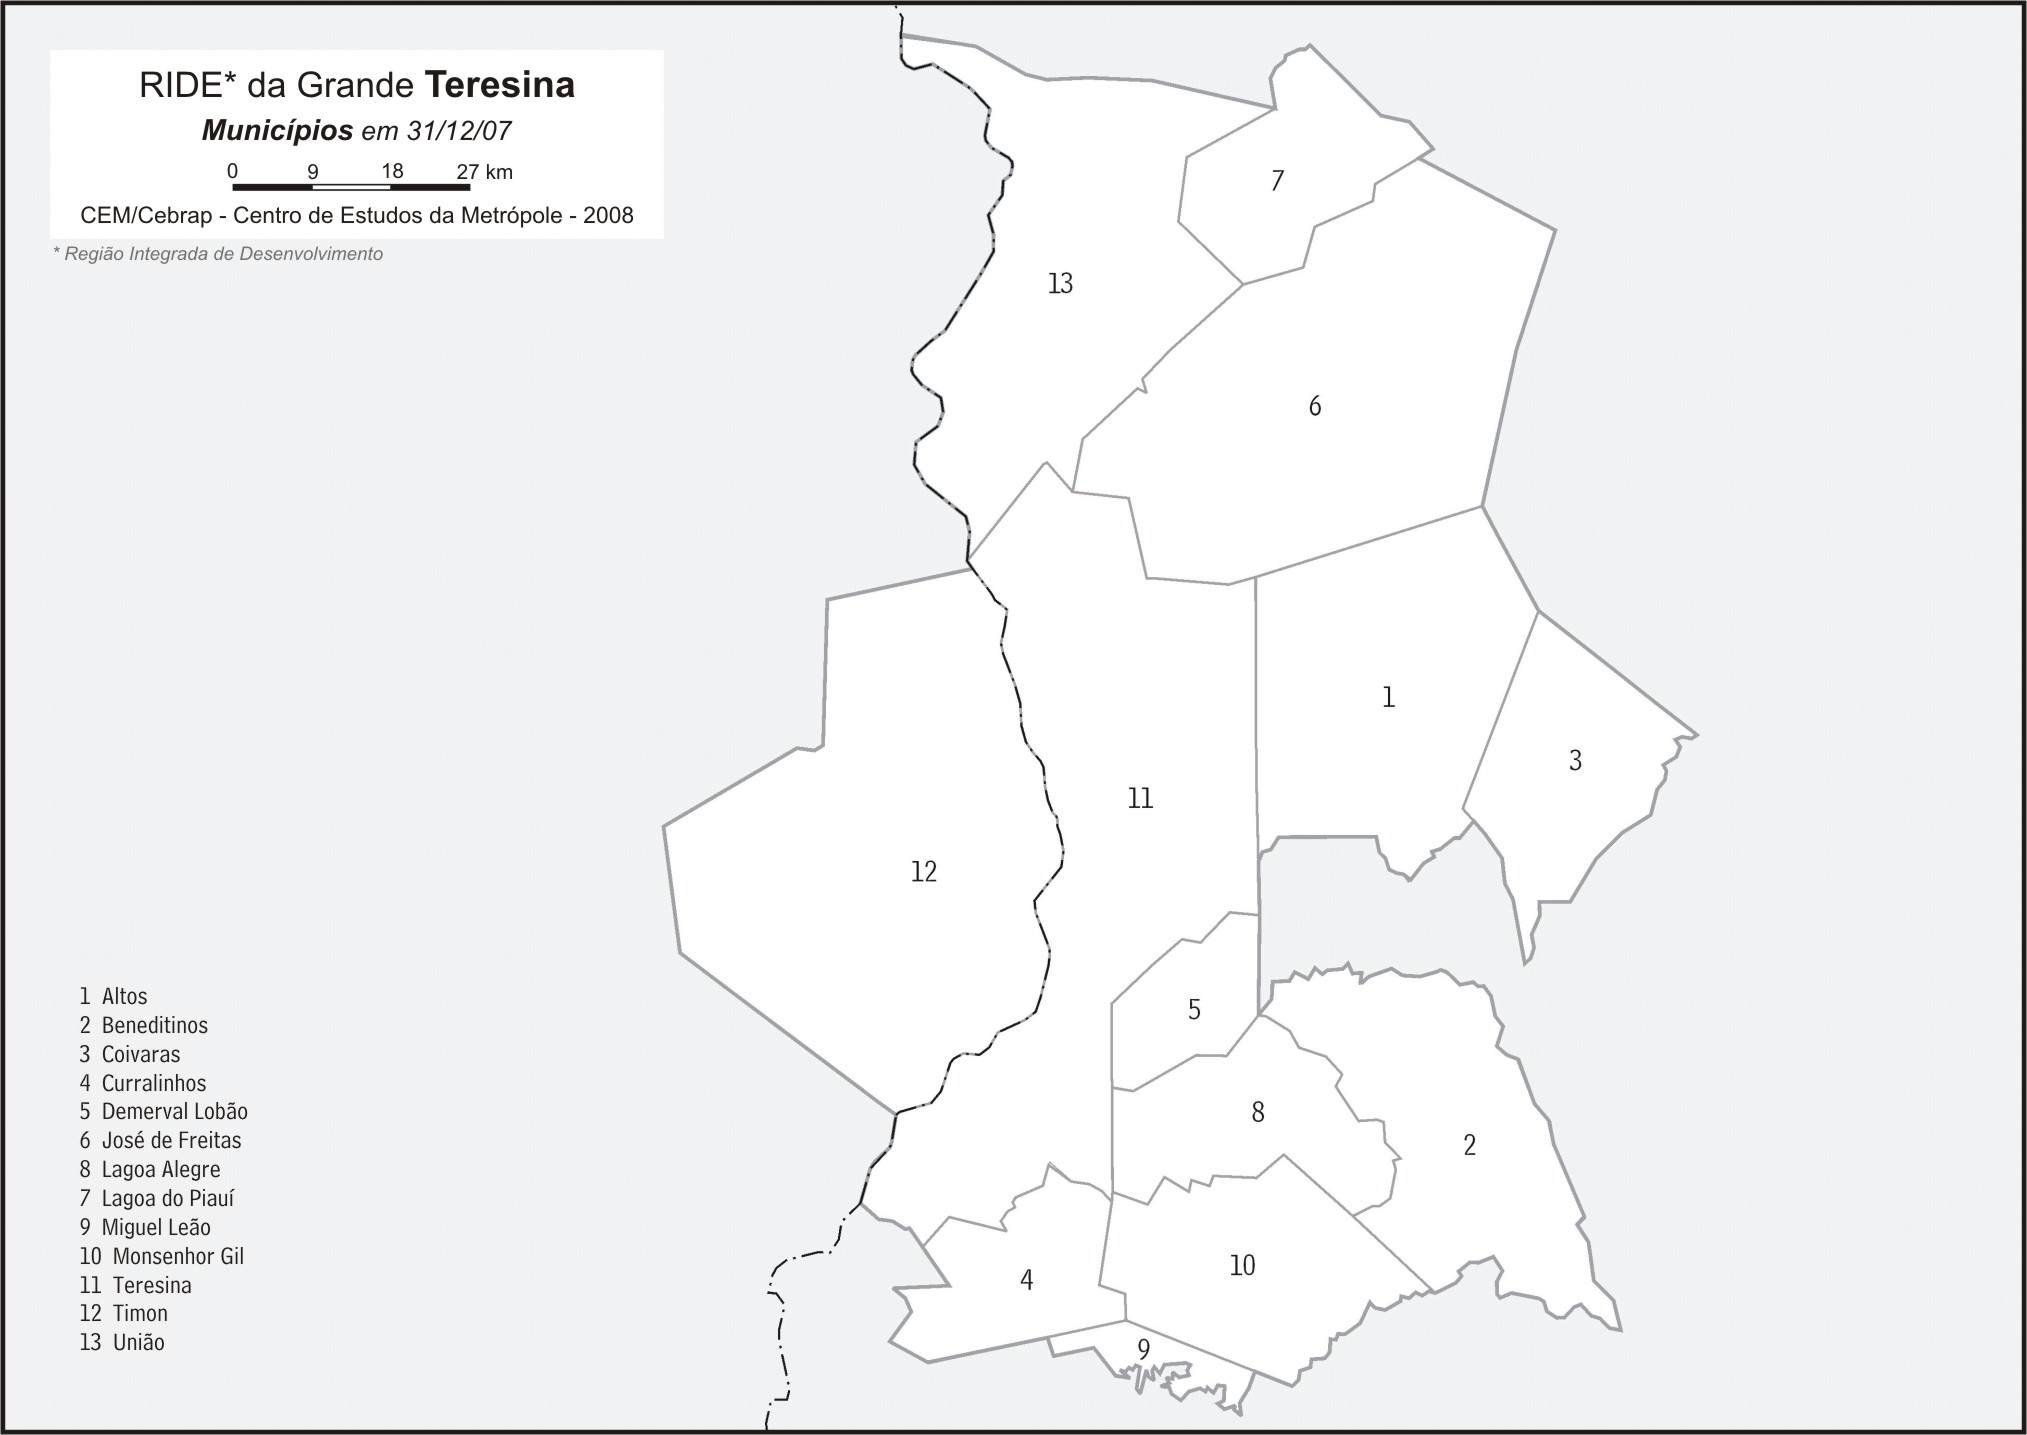 RIDE* da Grande Teresina
Municípios em 31/12/07
0 9 18 27 km
CEM/Cebrap - Centro de Estudos da Metrópole - 2008
* Região Integrada de Desenvolvimento
7
13
6
1
3
11
12
5
8
2
10
4
9
1 Altos
2 Beneditinos
3 Coivaras
4 Curralinhos
5 Demerval Lobão
6 José de Freitas
8 Lagoa Alegre
7 Lagoa do Piauí
9 Miguel Leão
10 Monsenhor Gil
11 Teresina
12 Timon
13 União